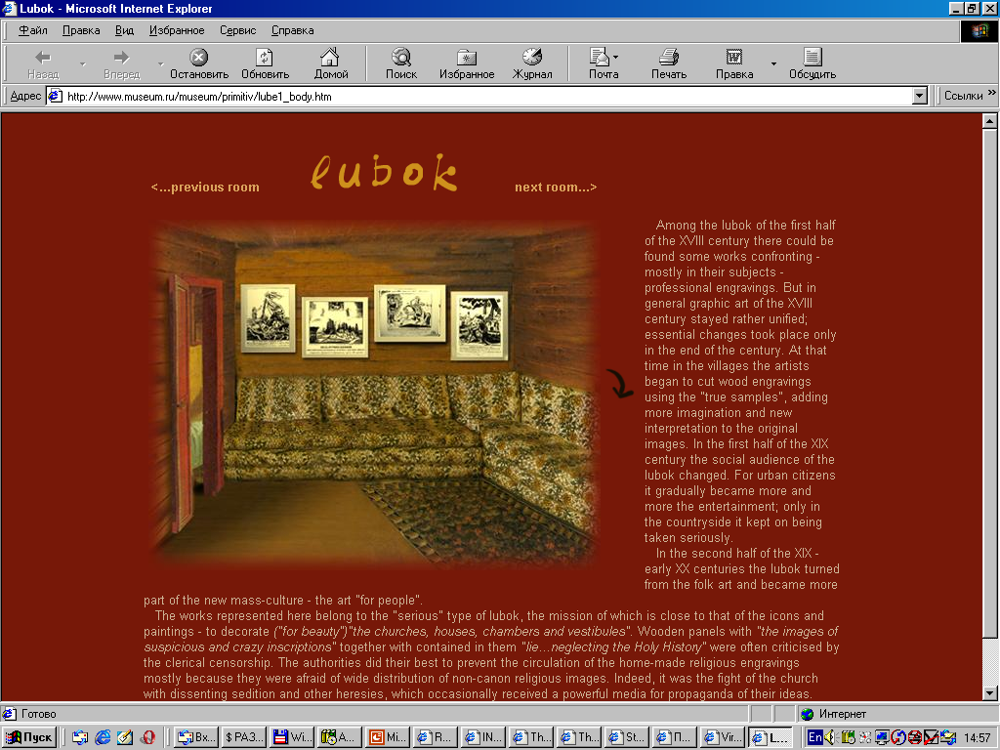 Lubok - Microsoft Internet Explorer
Файл Правка Вид Избранное Сервис Справка
Назад Вперед Остановить Обновить Домой Поиск Избранное Журнал Почта Печать Правка Обсудить
Адрес http://www.museum.ru/museum/primitiv/lube1_body.htm Ссылки »
<...previous room lubok next room...>
Among the lubok of the first half
of the XVIII century there could be
found some works confronting -
mostly in their subjects -
professional engravings. But in
general graphic art of the XVIII
century stayed rather unified;
essential changes took place only
in the end of the century. At that
time in the villages the artists
began to cut wood engravings
using the "true samples", adding
more imagination and new
interpretation to the original
images. In the first half of the XIX
century the social audience of the
lubok changed. For urban citizens
it gradually became more and
more the entertainment; only in
the countryside it kept on being
taken seriously.
In the second half of the XIX -
early XX centuries the lubok turned
from the folk art and became more
part of the new mass-culture - the art "for people".
The works represented here belong to the "serious" type of lubok, the mission of which is close to that of the icons and
paintings - to decorate ("for beauty")"the churches, houses, chambers and vestibules". Wooden panels with "the images of
suspicious and crazy inscriptions" together with contained in them "lie...neglecting the Holy History" were often criticised by
the clerical censorship. The authorities did their best to prevent the circulation of the home-made religious engravings
mostly because they were afraid of wide distribution of non-canon religious images. Indeed, it was the fight of the church
with dissenting sedition and other heresies, which occasionally received a powerful media for propaganda of their ideas.
Готово Интернет
Пуск Вх... $ РАЗ... Wi... A... Mi... R... IN... Th... Th... St... П... Vir... L... En 14:57